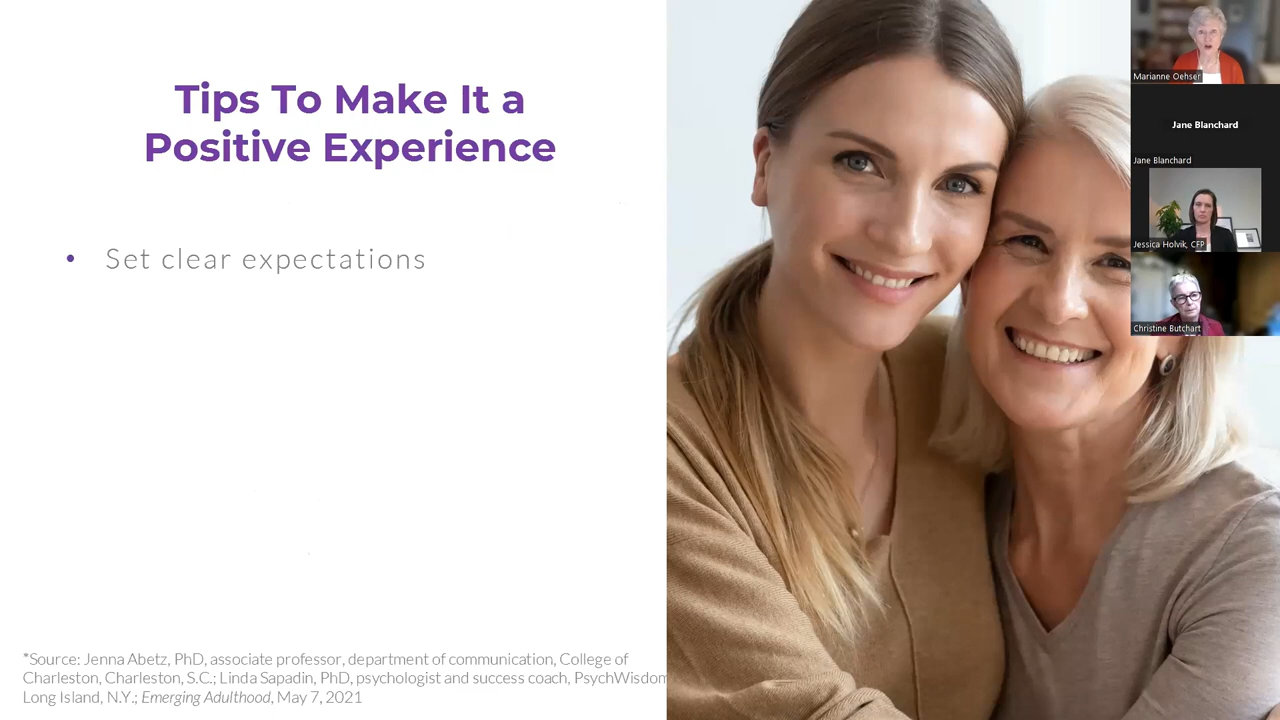 Tips To Make It a
Positive Experience
• Set clear expectations
*Source: Jenna Abetz, PhD, associate professor, department of communication, College of
Charleston, Charleston, S.C.; Linda Sapadin, PhD, psychologist and success coach, PsychWisdom
Long Island, N.Y.; Emerging Adulthood, May 7, 2021
Marianne Oehser
Jane Blanchard
Jane Blanchard
Jessica Holvik, CFP
Christine Butchart